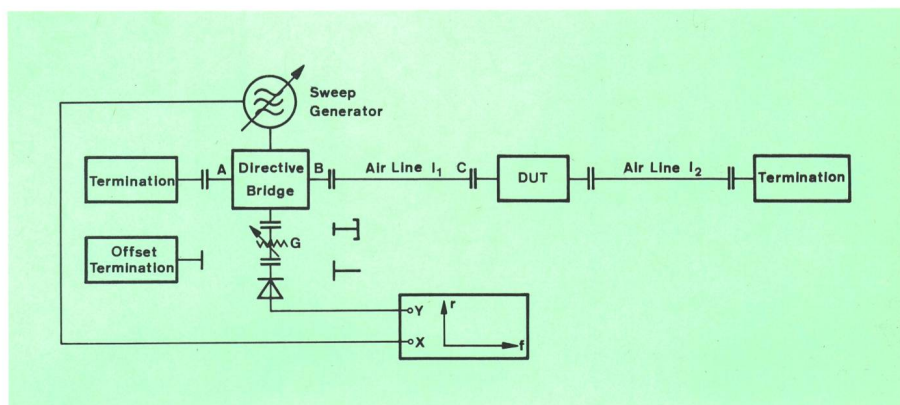 Sweep
Generator
Termination
A
Directive
Bridge
B
Air Line l₁
C
DUT
Air Line l₂
Termination
Offset
Termination
G
Y
X
r
f